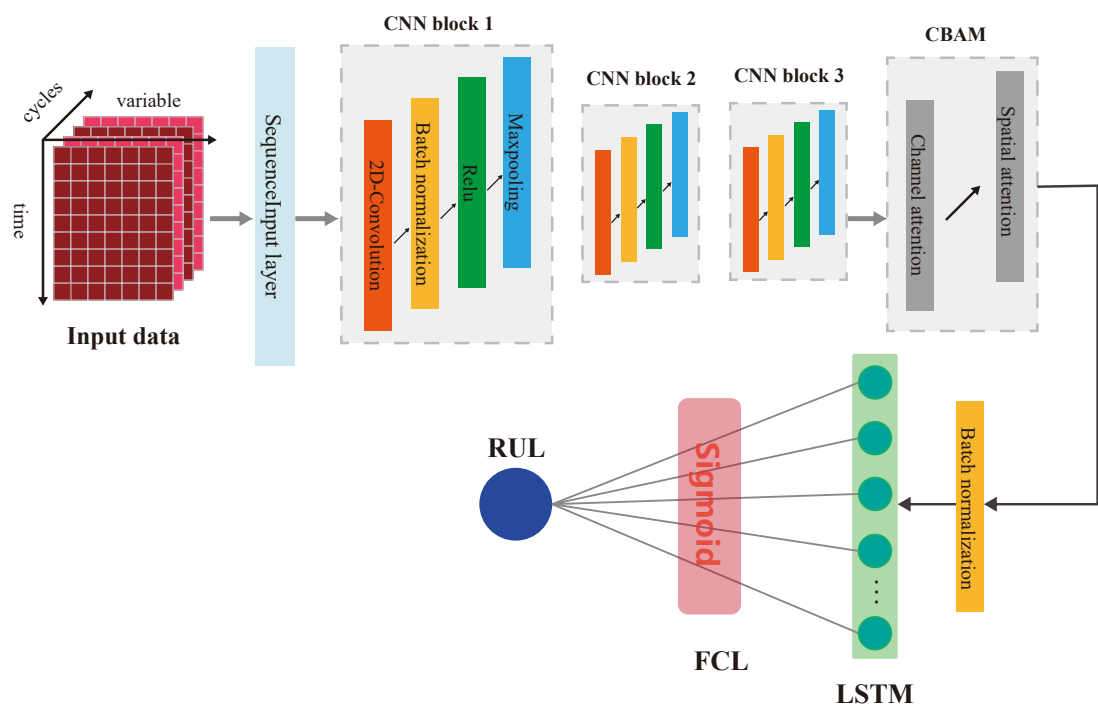 CNN block 1
CNN block 2
CNN block 3
CBAM
cycles
variable
time
Input data
SequenceInput layer
2D-Convolution
Batch normalization
Relu
Maxpooling
Channel attention
Spatial attention
RUL
Sigmoid
FCL
LSTM
Batch normalization